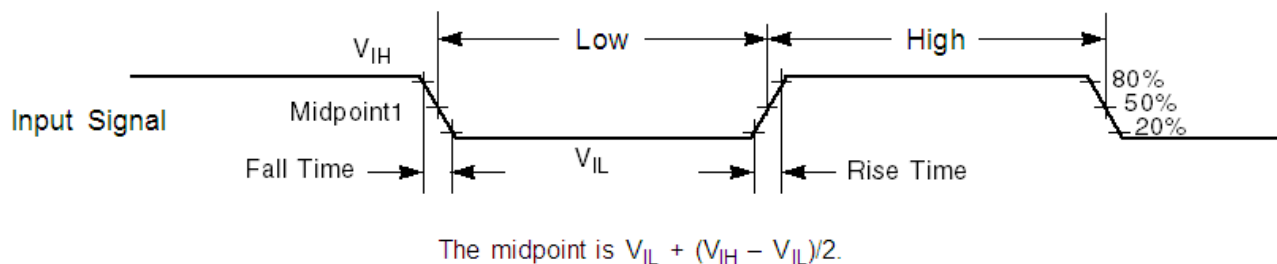 Low
High
VIH
80%
Input Signal
Midpoint1
50%
20%
Fall Time
VIL
Rise Time
The midpoint is VIL + (VIH – VIL)/2.